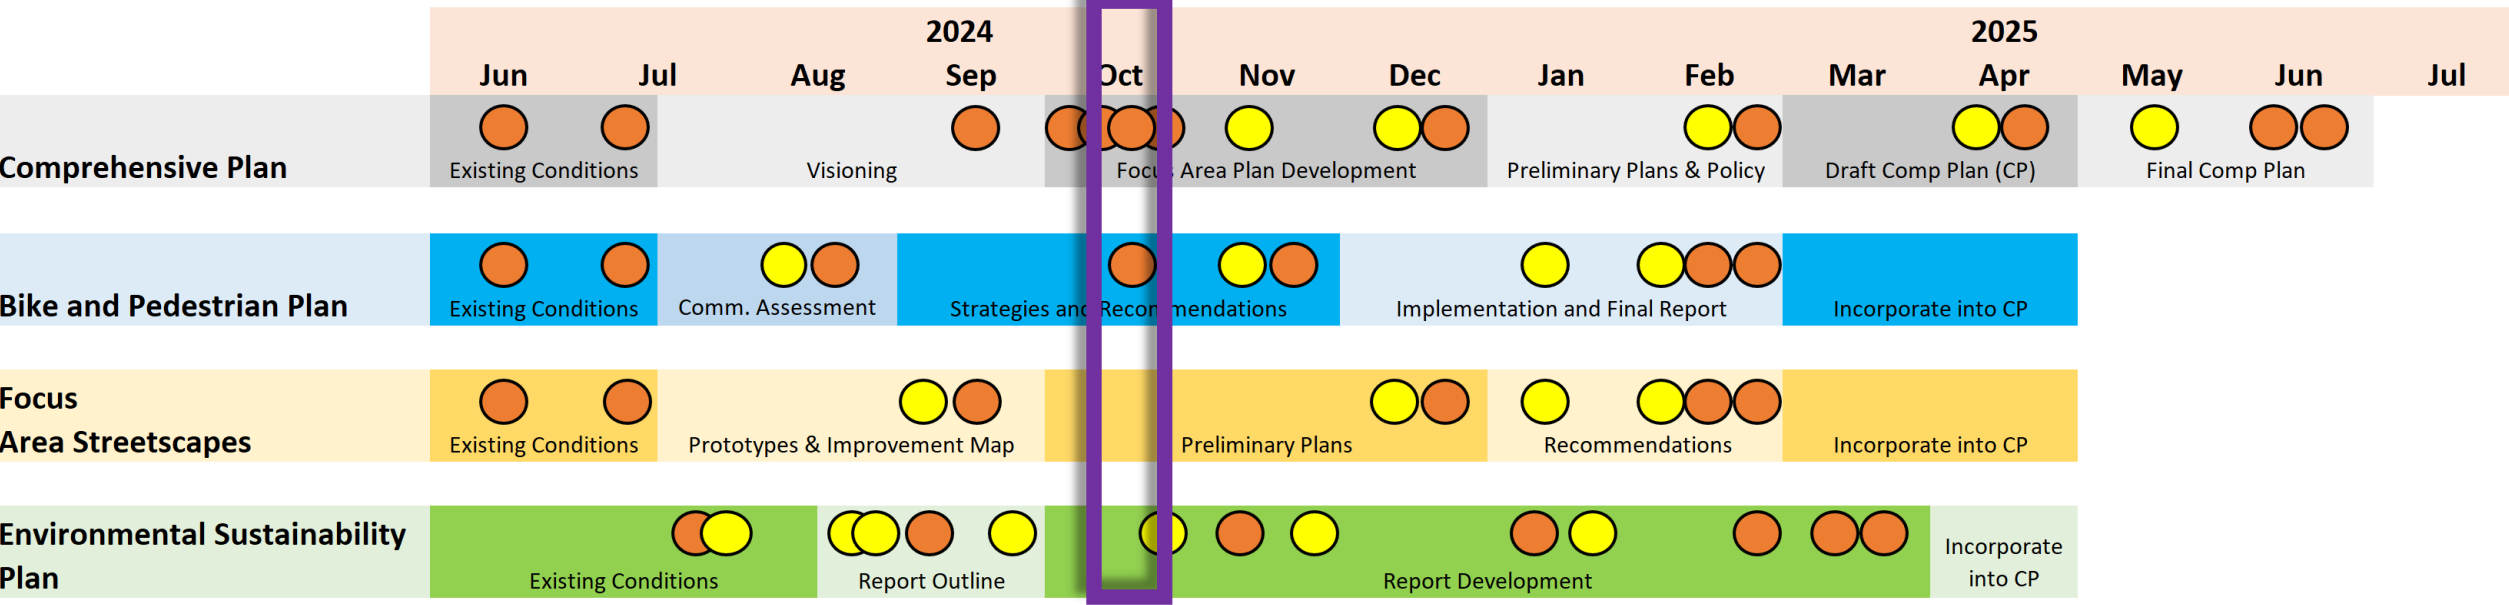 2024 2025
Jun Jul Aug Sep Oct Nov Dec Jan Feb Mar Apr May Jun Jul
Comprehensive Plan
Existing Conditions Visioning Focus Area Plan Development Preliminary Plans & Policy Draft Comp Plan (CP) Final Comp Plan
Bike and Pedestrian Plan
Existing Conditions Comm. Assessment Strategies and Recommendations Implementation and Final Report Incorporate into CP
Focus
Area Streetscapes
Existing Conditions Prototypes & Improvement Map Preliminary Plans Recommendations Incorporate into CP
Environmental Sustainability
Plan
Existing Conditions Report Outline Report Development
Incorporate
into CP